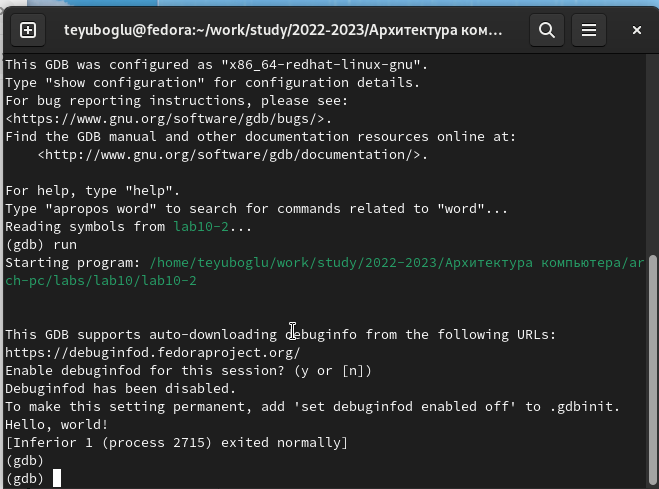 teyuboglu@fedora:~/work/study/2022-2023/Архитектура ком...
This GDB was configured as "x86_64-redhat-linux-gnu".
Type "show configuration" for configuration details.
For bug reporting instructions, please see:
<https://www.gnu.org/software/gdb/bugs/>.
Find the GDB manual and other documentation resources online at:
    <http://www.gnu.org/software/gdb/documentation/>.

For help, type "help".
Type "apropos word" to search for commands related to "word"...
Reading symbols from lab10-2...
(gdb) run
Starting program: /home/teyuboglu/work/study/2022-2023/Архитектура компьютера/ar
ch-pc/labs/lab10/lab10-2

This GDB supports auto-downloading debuginfo from the following URLs:
https://debuginfod.fedoraproject.org/
Enable debuginfod for this session? (y or [n])
Debuginfod has been disabled.
To make this setting permanent, add 'set debuginfod enabled off' to .gdbinit.
Hello, world!
[Inferior 1 (process 2715) exited normally]
(gdb)
(gdb)